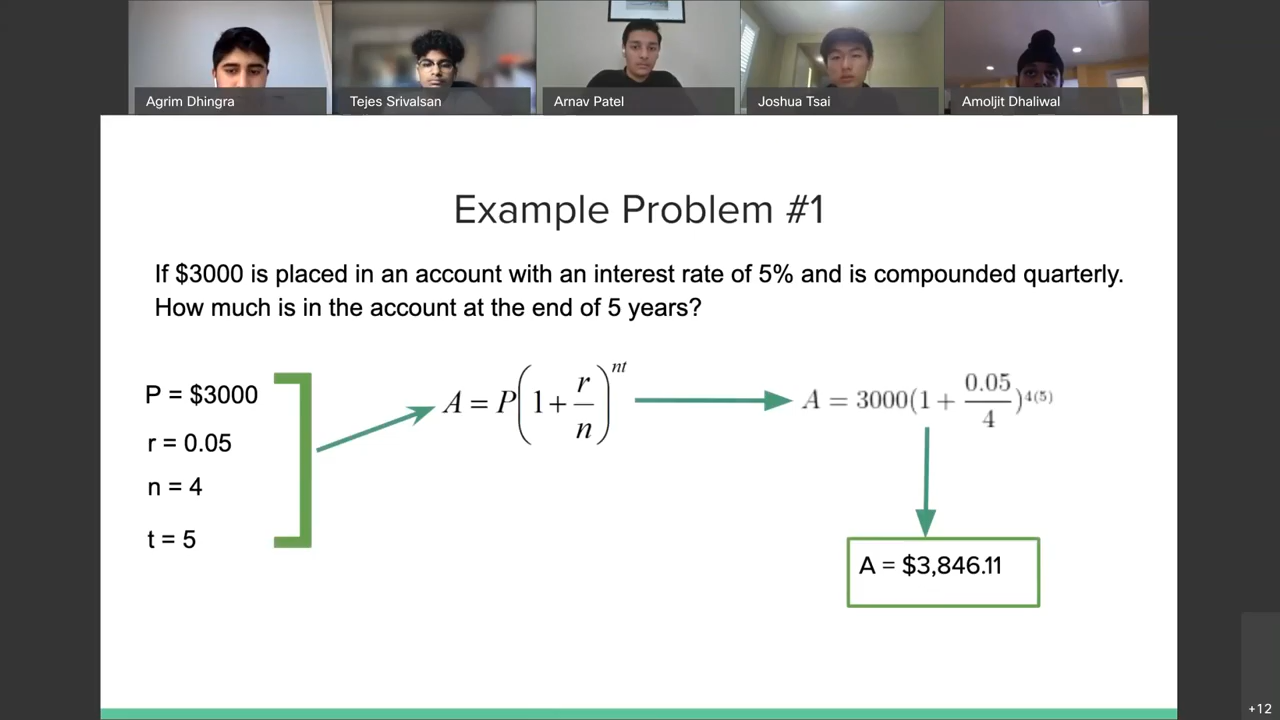 Agrim Dhingra
Tejes Srivalsan
Arnav Patel
Joshua Tsai
Amoljit Dhaliwal
Example Problem #1
If $3000 is placed in an account with an interest rate of 5% and is compounded quarterly.
How much is in the account at the end of 5 years?
P = $3000
r = 0.05
n = 4
t = 5
A = P(1 + r/n)^nt
A = 3000(1 + 0.05/4)^4(5)
A = $3,846.11
+12